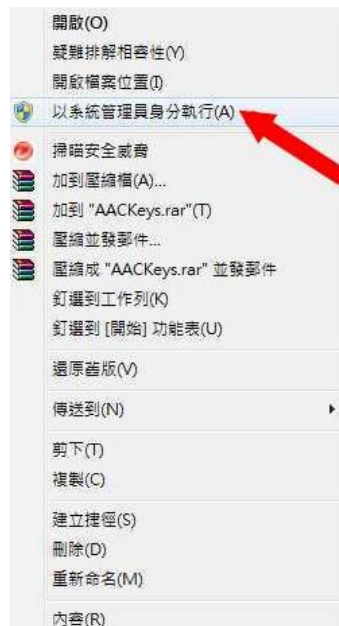 開啟(O)
疑難排解相容性(Y)
開啟檔案位置(I)
以系統管理員身分執行(A)
掃瞄安全威脅
加到壓縮檔(A)...
加到 "AACKeys.rar"(T)
壓縮並發郵件...
壓縮成 "AACKeys.rar" 並發郵件
釘選到工作列(K)
釘選到 [開始] 功能表(U)
還原舊版(V)
傳送到(N)
剪下(T)
複製(C)
建立捷徑(S)
刪除(D)
重新命名(M)
內容(R)